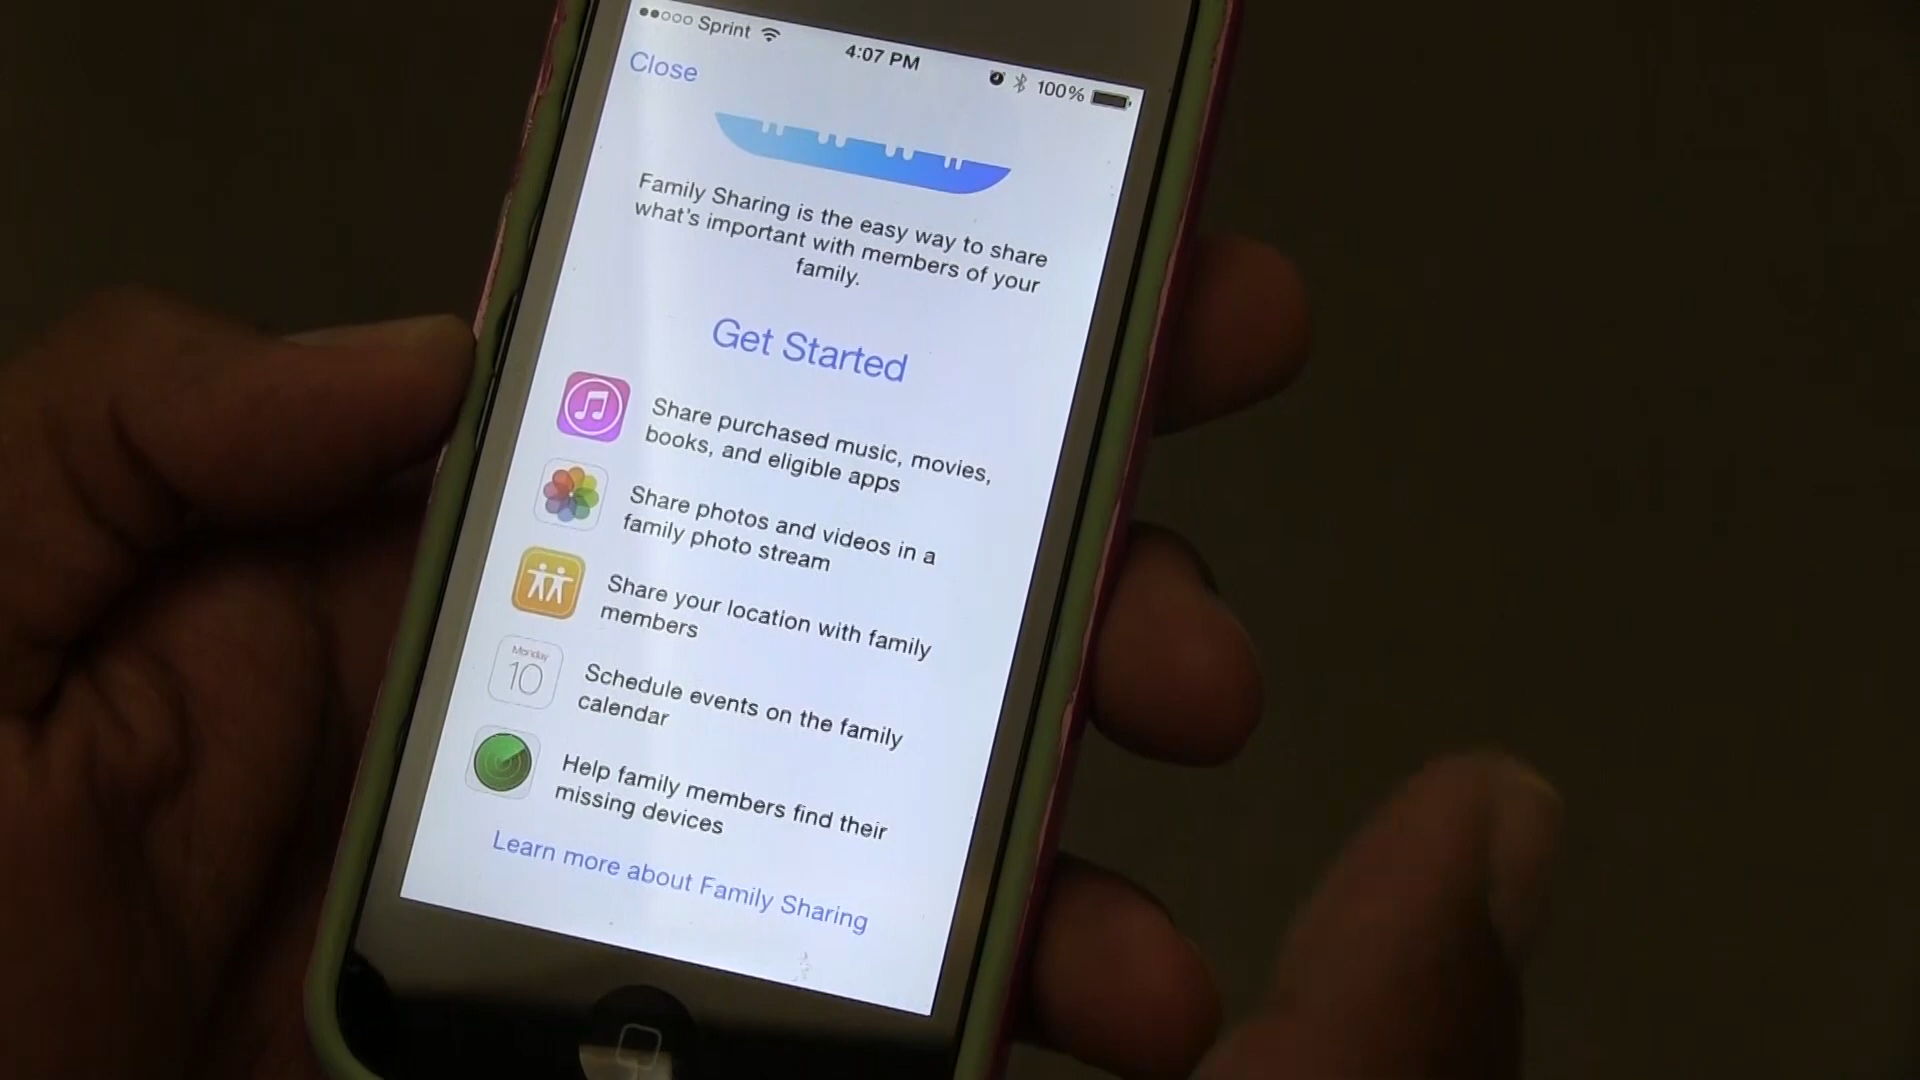 Sprint 4:07 PM 100%
Close
Family Sharing is the easy way to share
what's important with members of your
family.
Get Started
Share purchased music, movies,
books, and eligible apps
Share photos and videos in a
family photo stream
Share your location with family
members
Monday
10
Schedule events on the family
calendar
Help family members find their
missing devices
Learn more about Family Sharing